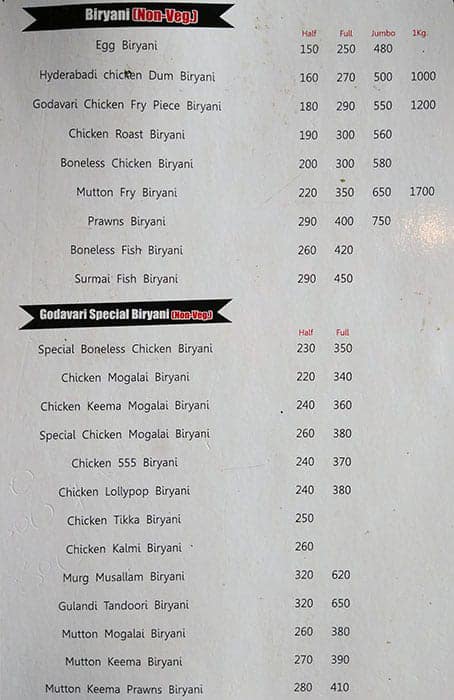 Biryani (Non-Veg.)
Half Full Jumbo 1Kg.
Egg Biryani 150 250 480 .
Hyderabadi chicken Dum Biryani 160 270 500 1000
Godavari Chicken Fry Piece Biryani 180 290 550 1200
Chicken Roast Biryani 190 300 560
Boneless Chicken Biryani 200 300 580
Mutton Fry Biryani 220 350 650 1700
Prawns Biryani 290 400 750
Boneless Fish Biryani 260 420
Surmai Fish Biryani 290 450
Godavari Special Biryani (Non-Veg.)
Half Full
Special Boneless Chicken Biryani 230 350
Chicken Mogalai Biryani 220 340
Chicken Keema Mogalai Biryani 240 360
Special Chicken Mogalai Biryani 260 380
Chicken 555 Biryani 240 370
Chicken Lollypop Biryani 240 380
Chicken Tikka Biryani 250
Chicken Kalmi Biryani 260
Murg Musallam Biryani 320 620
Gulandi Tandoori Biryani 320 650
Mutton Mogalai Biryani 260 380
Mutton Keema Biryani 270 390
Mutton Keema Prawns Biryani 280 410